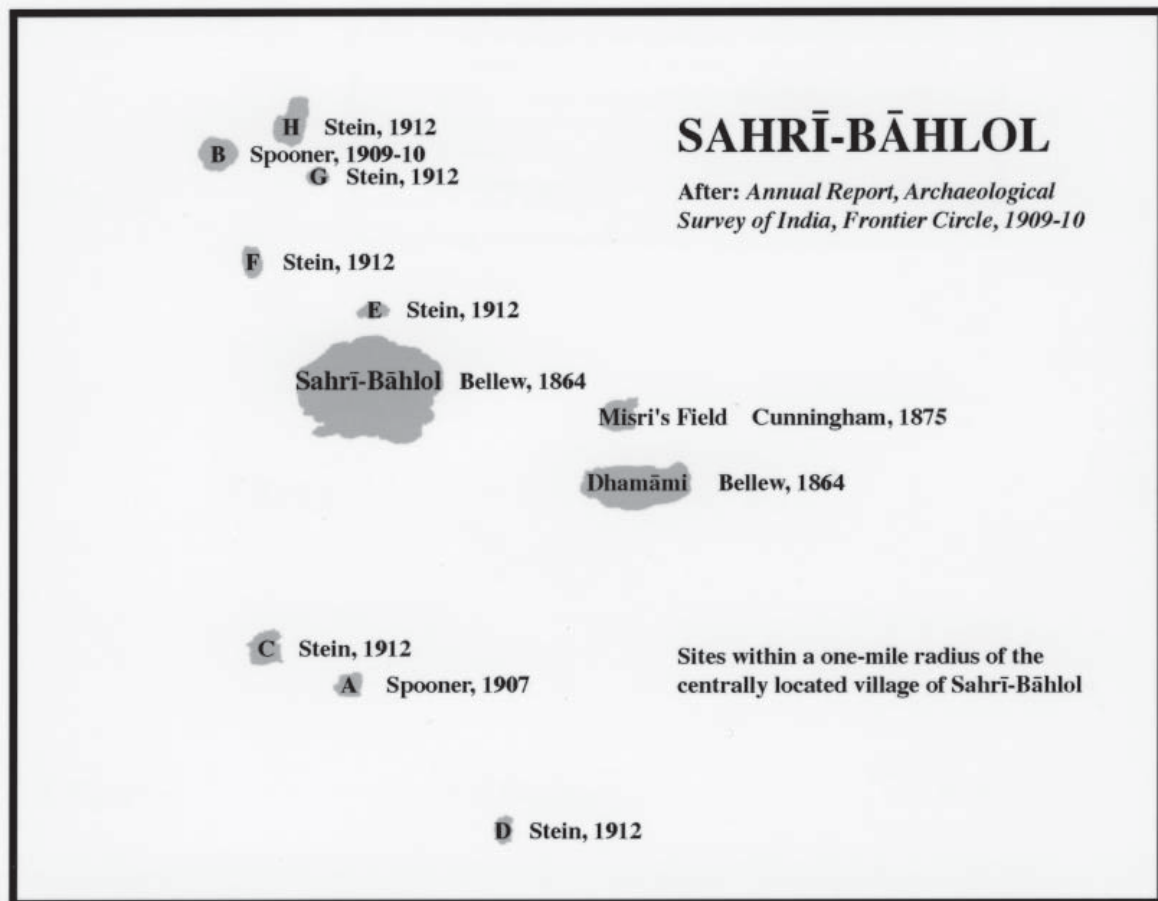 SAHRĪ-BĀHLOL
After: Annual Report, Archaeological
Survey of India, Frontier Circle, 1909-10
H Stein, 1912
B Spooner, 1909-10
G Stein, 1912
F Stein, 1912
E Stein, 1912
Sahrī-Bāhlol Bellew, 1864
Misri's Field Cunningham, 1875
Dhamāmi Bellew, 1864
C Stein, 1912
A Spooner, 1907
Sites within a one-mile radius of the
centrally located village of Sahrī-Bāhlol
D Stein, 1912